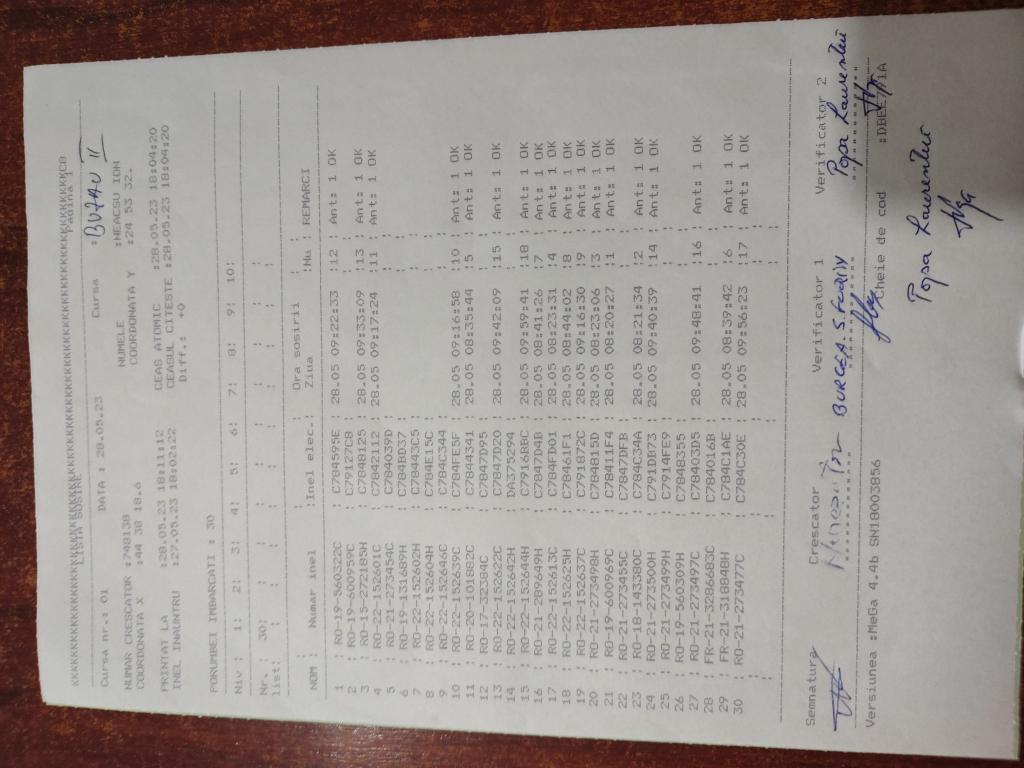 LISTA SOSIRE Pagina 1
Cursa nr.: 01 DATA : 28.05.23 Cursa : BUZAU II
NUMAR CRESCATOR :748138 NUMELE :NEACSU ION
COORDONATA X :44 38 18.6 COORDONATA Y :24 53 32.
PRINTAT LA :28.05.23 18:11:12 CEAS ATOMIC :28.05.23 18:04:20
INEL INAUNTRU :27.05.23 18:02:22 CEASUL CITESTE :28.05.23 18:04:20
Diff.: +0
PORUMBEI IMBARCATI : 30
Niv : 1: 2: 3: 4: 5: 6: 7: 8: 9: 10:
Nr. : 30: : : : : : : : :
list: : : : : : : : : :
NOM : Numar inel :Inel elec.: Ora sosirii :Nu : REMARCI
Ziua
1 : RO-19-560322C : C784595E : 28.05 09:22:33 :12 : Ant: 1 OK
2 : RO-19-600959C : C79127CB :
3 : RO-15-272185H : C7848125 : 28.05 09:33:09 :13 : Ant: 1 OK
4 : RO-22-152601C : C7842112 : 28.05 09:17:24 :11 : Ant: 1 OK
5 : RO-21-273454C : C784039D :
6 : RO-19-131689H : C784BD37 :
7 : RO-22-152602H : C78443C5 :
8 : RO-22-152604H : C784E15C :
9 : RO-22-152646C : C784C344 :
10 : RO-22-152639C : C784FE5F : 28.05 09:16:58 :10 : Ant: 1 OK
11 : RO-20-101882C : C7844341 : 28.05 08:35:44 :5 : Ant: 1 OK
12 : RO-17-32384C : C7847D95 :
13 : RO-22-152622C : C7847D20 : 28.05 09:42:09 :15 : Ant: 1 OK
14 : RO-22-152642H : DA375294 :
15 : RO-22-152644H : C7916BBC : 28.05 09:59:41 :18 : Ant: 1 OK
16 : RO-21-289649H : C7847D4B : 28.05 08:41:26 :7 : Ant: 1 OK
17 : RO-22-152613C : C784FD01 : 28.05 08:23:31 :4 : Ant: 1 OK
18 : RO-22-152625H : C78461F1 : 28.05 08:44:02 :8 : Ant: 1 OK
19 : RO-22-152637C : C791872C : 28.05 09:16:30 :9 : Ant: 1 OK
20 : RO-21-273498H : C784815D : 28.05 08:23:06 :3 : Ant: 1 OK
21 : RO-19-600969C : C78411F4 : 28.05 08:20:27 :1 : Ant: 1 OK
22 : RO-21-273455C : C7847DFB :
23 : RO-18-143380C : C784C34A : 28.05 08:21:34 :2 : Ant: 1 OK
24 : RO-21-273500H : C791DB73 : 28.05 09:40:39 :14 : Ant: 1 OK
25 : RO-21-273499H : C7914FE9 :
26 : RO-19-560309H : C7848355 :
27 : RO-21-273497C : C78403D5 : 28.05 09:48:41 :16 : Ant: 1 OK
28 : FR-21-3286683C : C784016B :
29 : FR-21-318848H : C784C1AE : 28.05 08:39:42 :6 : Ant: 1 OK
30 : RO-21-273477C : C784C30E : 28.05 09:56:23 :17 : Ant: 1 OK
Semnatura Crescator Verificator 1 Verificator 2
BURCEA.S.Family Popa Laurentiu
Versiunea :MeGa 4.4b SN18003856 Cheie de cod
Popa Laurentiu